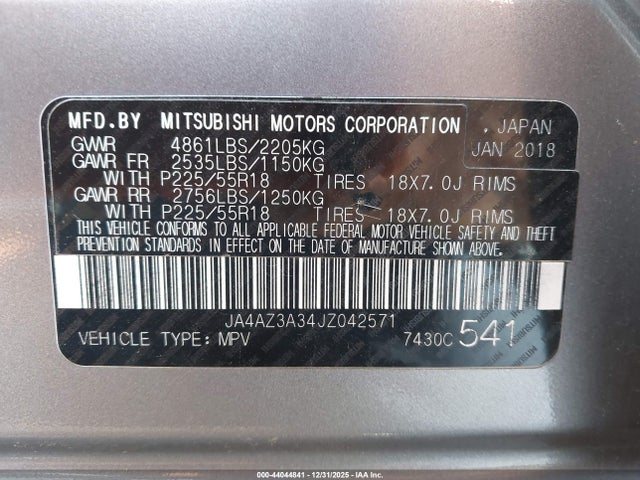 MFD.BY MITSUBISHI MOTORS CORPORATION , JAPAN
GVWR 4861LBS/2205KG JAN 2018
GAWR FR 2535LBS/1150KG
WITH P225/55R18 TIRES 18X7.0J RIMS
GAWR RR 2756LBS/1250KG
WITH P225/55R18 TIRES 18X7.0J RIMS
THIS VEHICLE CONFORMS TO ALL APPLICABLE FEDERAL MOTOR VEHICLE SAFETY AND THEFT
PREVENTION STANDARDS IN EFFECT ON THE DATE OF MANUFACTURE SHOWN ABOVE.
JA4AZ3A34JZ042571
VEHICLE TYPE: MPV 7430C 541
000-44044841 - 12/31/2025 - IAA Inc.